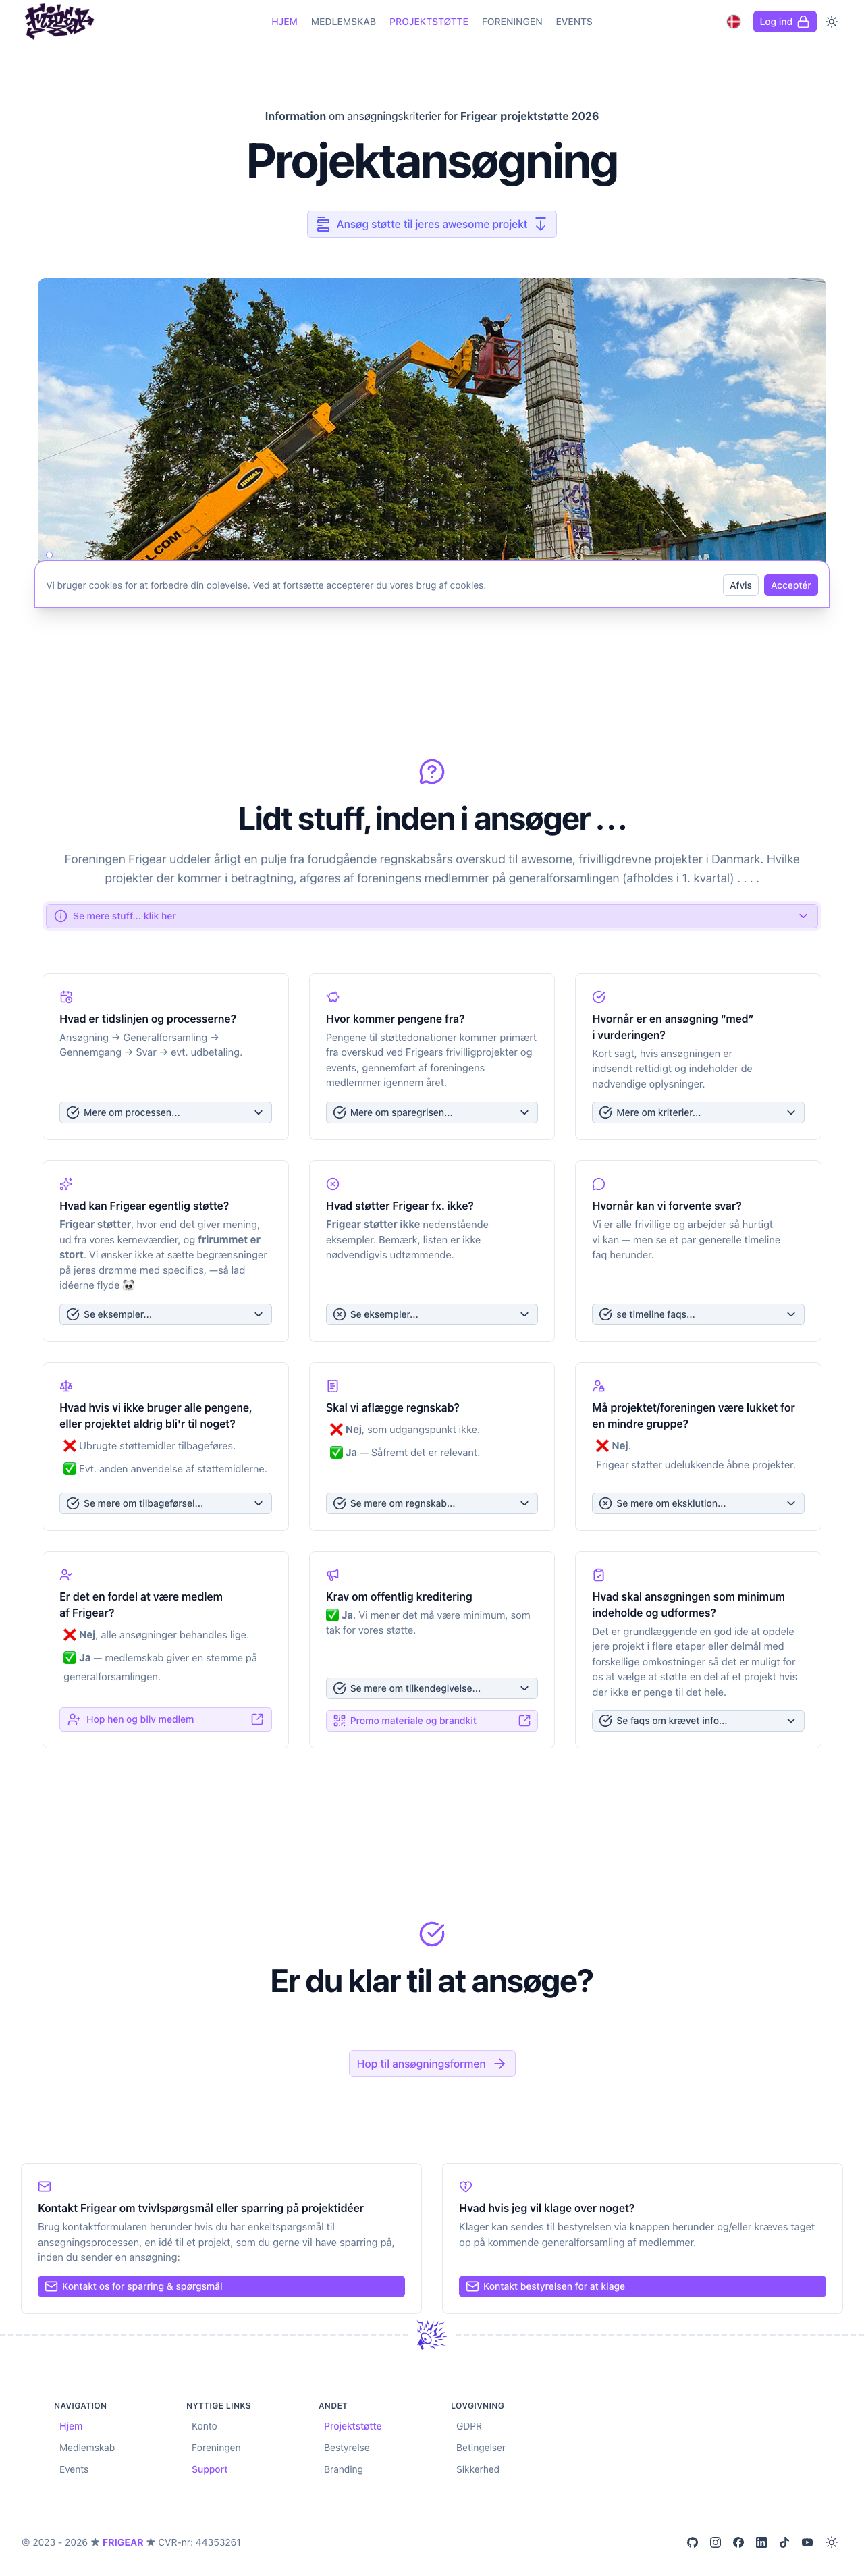 FRIGEAR
HJEM MEDLEMSKAB PROJEKTSTØTTE FORENINGEN EVENTS
Log ind
Information om ansøgningskriterier for Frigear projektstøtte 2026
Projektansøgning
Ansøg støtte til jeres awesome projekt
Vi bruger cookies for at forbedre din oplevelse. Ved at fortsætte accepterer du vores brug af cookies.
Afvis
Acceptér
Lidt stuff, inden i ansøger . . .
Foreningen Frigear uddeler årligt en pulje fra forudgående regnskabsårs overskud til awesome, frivilligdrevne projekter i Danmark. Hvilke
projekter der kommer i betragtning, afgøres af foreningens medlemmer på generalforsamlingen (afholdes i 1. kvartal) . . . .
Se mere stuff... klik her
Hvad er tidslinjen og processerne?
Ansøgning → Generalforsamling →
Gennemgang → Svar → evt. udbetaling.
Mere om processen...
Hvor kommer pengene fra?
Pengene til støttedonationer kommer primært
fra overskud ved Frigears frivilligprojekter og
events, gennemført af foreningens
medlemmer igennem året.
Mere om sparegrisen...
Hvornår er en ansøgning “med”
i vurderingen?
Kort sagt, hvis ansøgningen er
indsendt rettidigt og indeholder de
nødvendige oplysninger.
Mere om kriterier...
Hvad kan Frigear egentlig støtte?
Frigear støtter, hvor end det giver mening,
ud fra vores kerneværdier, og frirummet er
stort. Vi ønsker ikke at sætte begrænsninger
på jeres drømme med specifics, —så lad
idéerne flyde 🐼
Se eksempler...
Hvad støtter Frigear fx. ikke?
Frigear støtter ikke nedenstående
eksempler. Bemærk, listen er ikke
nødvendigvis udtømmende.
Se eksempler...
Hvornår kan vi forvente svar?
Vi er alle frivillige og arbejder så hurtigt
vi kan — men se et par generelle timeline
faq herunder.
se timeline faqs...
Hvad hvis vi ikke bruger alle pengene,
eller projektet aldrig bli'r til noget?
❌ Ubrugte støttemidler tilbageføres.
✅ Evt. anden anvendelse af støttemidlerne.
Se mere om tilbageførsel...
Skal vi aflægge regnskab?
❌ Nej, som udgangspunkt ikke.
✅ Ja — Såfremt det er relevant.
Se mere om regnskab...
Må projektet/foreningen være lukket for
en mindre gruppe?
❌ Nej.
Frigear støtter udelukkende åbne projekter.
Se mere om eksklution...
Er det en fordel at være medlem
af Frigear?
❌ Nej, alle ansøgninger behandles lige.
✅ Ja — medlemskab giver en stemme på
generalforsamlingen.
Hop hen og bliv medlem
Krav om offentlig kreditering
✅ Ja. Vi mener det må være minimum, som
tak for vores støtte.
Se mere om tilkendegivelse...
Promo materiale og brandkit
Hvad skal ansøgningen som minimum
indeholde og udformes?
Det er grundlæggende en god ide at opdele
jere projekt i flere etaper eller delmål med
forskellige omkostninger så det er muligt for
os at vælge at støtte en del af et projekt hvis
der ikke er penge til det hele.
Se faqs om krævet info...
Er du klar til at ansøge?
Hop til ansøgningsformen
Kontakt Frigear om tvivlspørgsmål eller sparring på projektidéer
Brug kontaktformularen herunder hvis du har enkeltspørgsmål til
ansøgningsprocessen, en idé til et projekt, som du gerne vil have sparring på,
inden du sender en ansøgning:
Kontakt os for sparring & spørgsmål
Hvad hvis jeg vil klage over noget?
Klager kan sendes til bestyrelsen via knappen herunder og/eller kræves taget
op på kommende generalforsamling af medlemmer.
Kontakt bestyrelsen for at klage
NAVIGATION
Hjem
Medlemskab
Events
NYTTIGE LINKS
Konto
Foreningen
Support
ANDET
Projektstøtte
Bestyrelse
Branding
LOVGIVNING
GDPR
Betingelser
Sikkerhed
© 2023 - 2026 ★ FRIGEAR ★ CVR-nr: 44353261